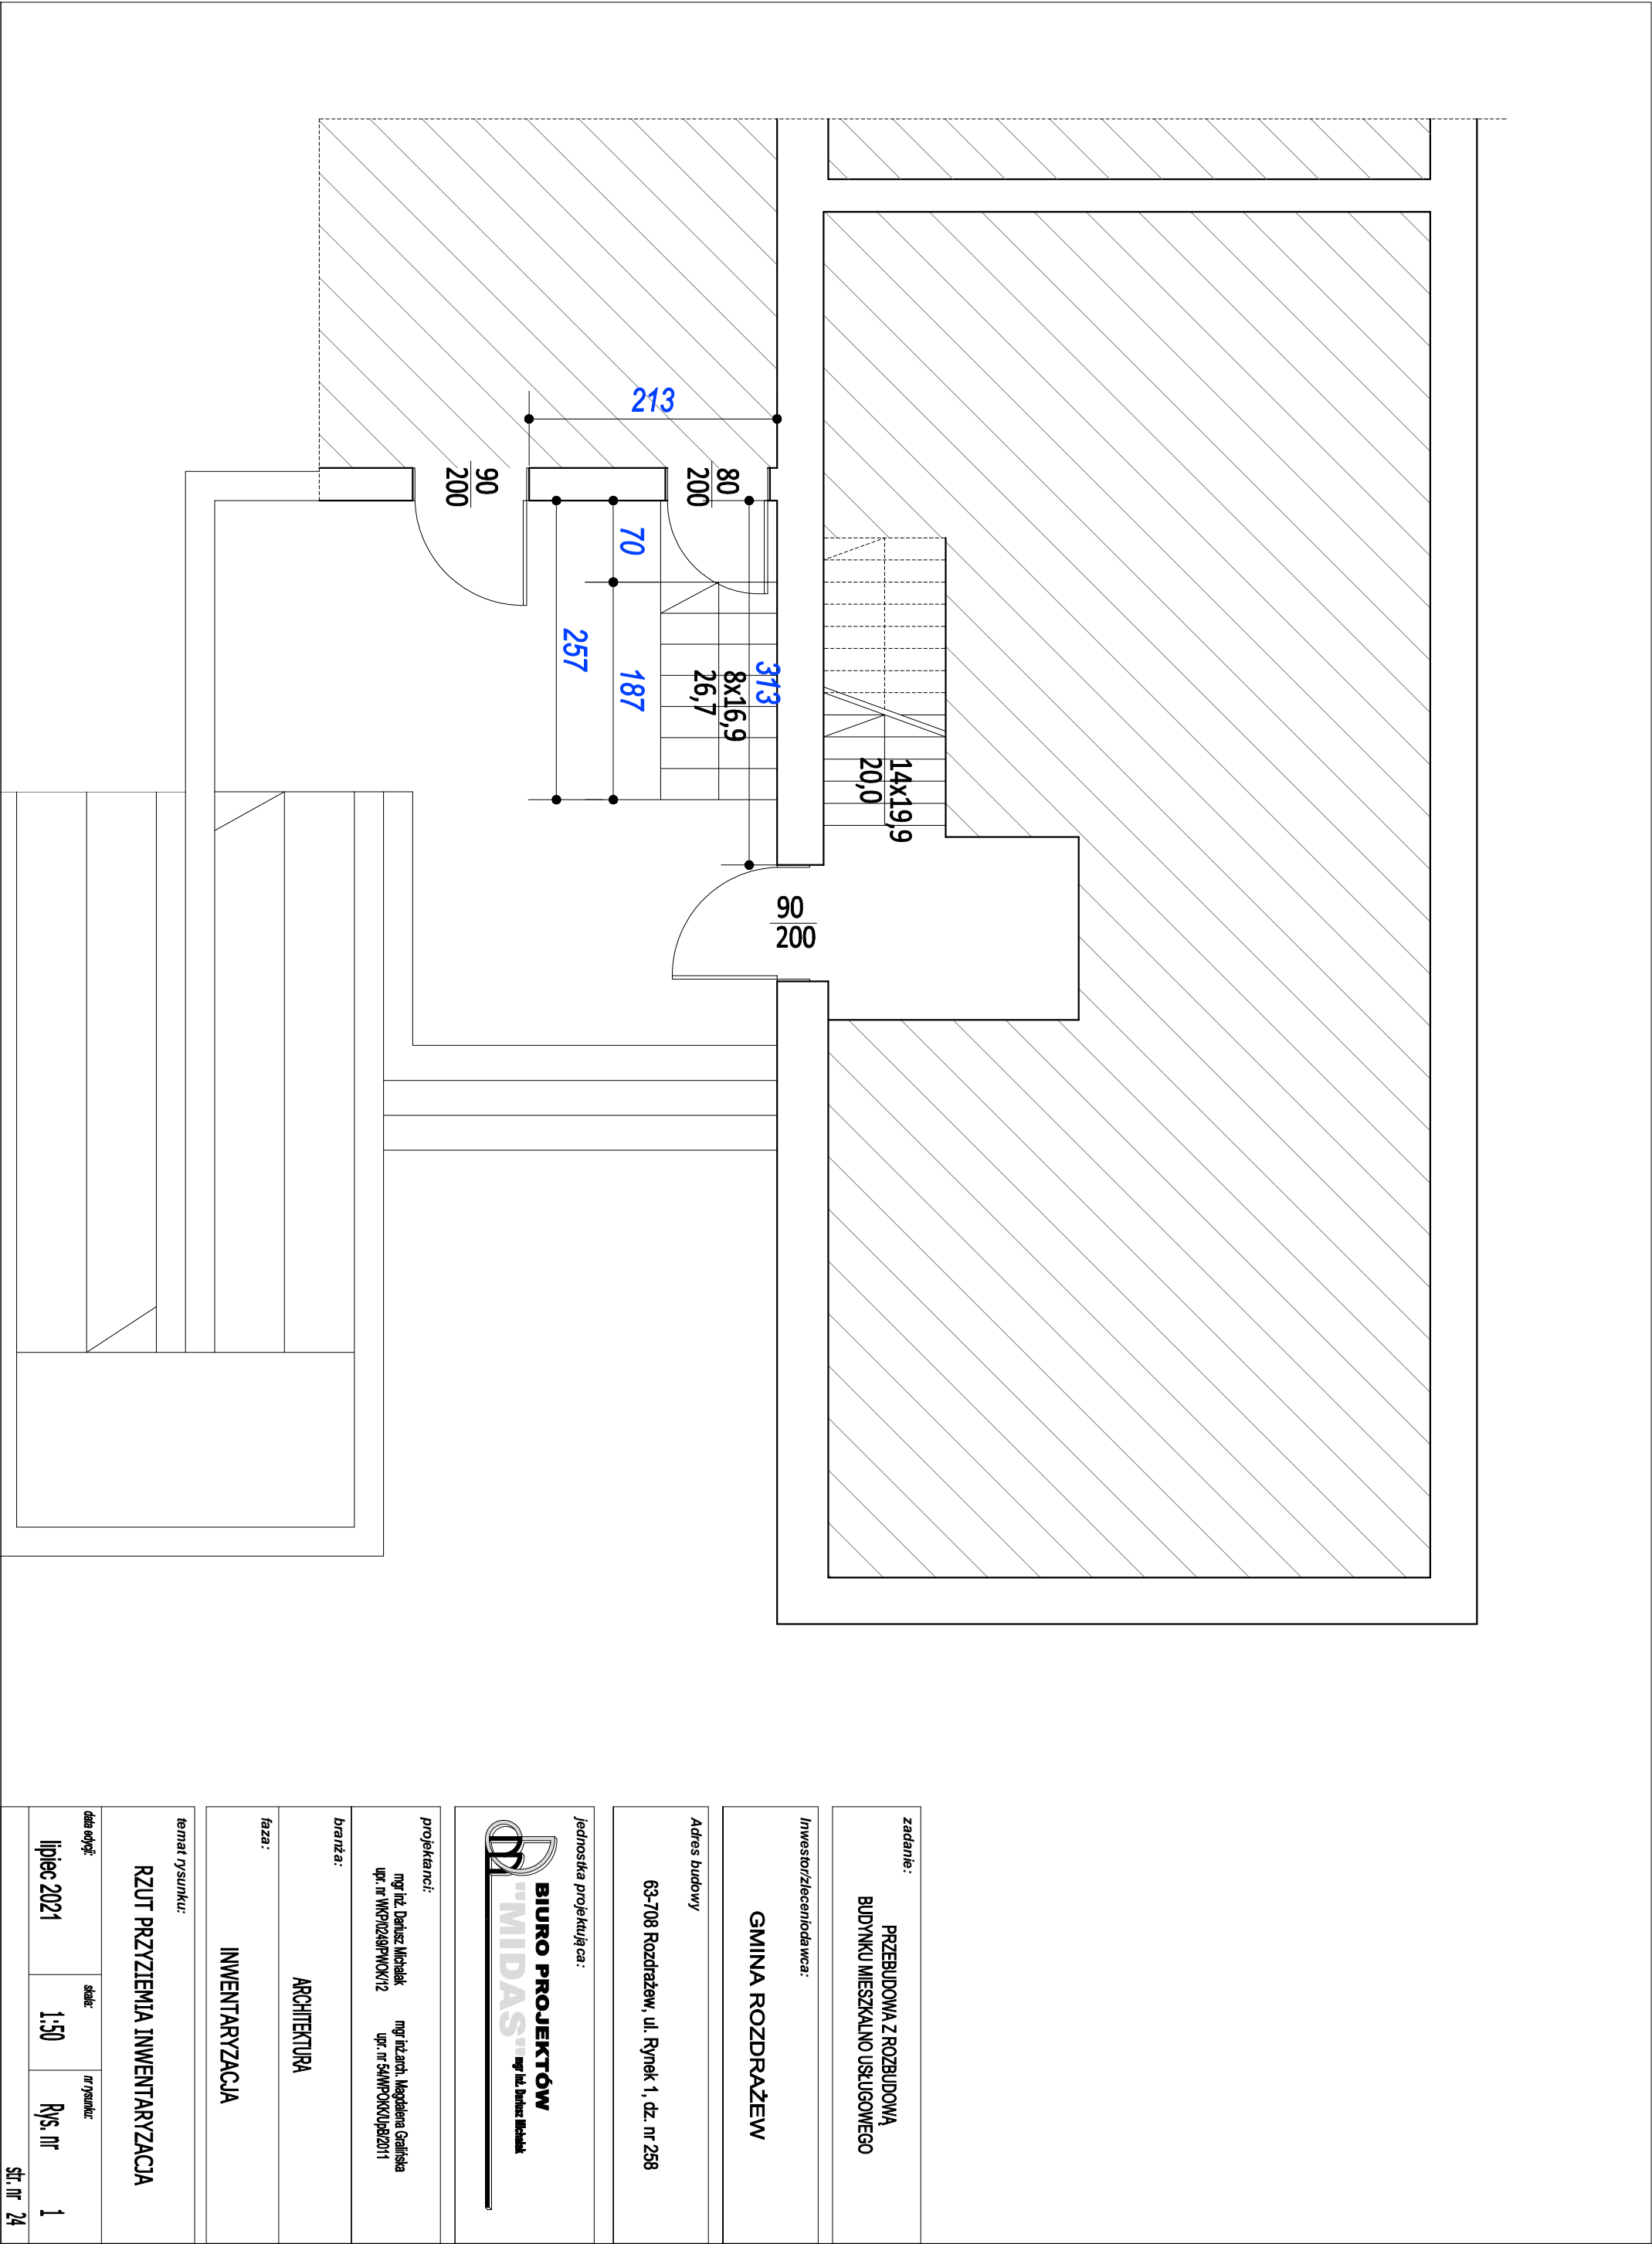 213
90
200
80
200
70
187
257
313
8x16,9
26,7
14x19,9
20,0
90
200
zadanie:
PRZEBUDOWA Z ROZBUDOWĄ
BUDYNKU MIESZKALNO USŁUGOWEGO
Inwestor/zleceniodawca:
GMINA ROZDRAŻEW
Adres budowy
63-708 Rozdrażew, ul. Rynek 1, dz. nr 258
jednostka projektująca:
BIURO PROJEKTÓW
"MIDAS"
mgr inż. Dariusz Michalak
projektanci:
mgr inż. Dariusz Michalak mgr inż.arch. Magdalena Gralińska
upr. nr WKP/0249/PWOK/12 upr. nr 54/WPOKK/UpB/2011
branża:
ARCHITEKTURA
faza:
INWENTARYZACJA
temat rysunku:
RZUT PRZYZIEMIA INWENTARYZACJA
data edycji: skala: nr rysunku:
lipiec 2021 1:50 Rys. nr 1
str. nr 24